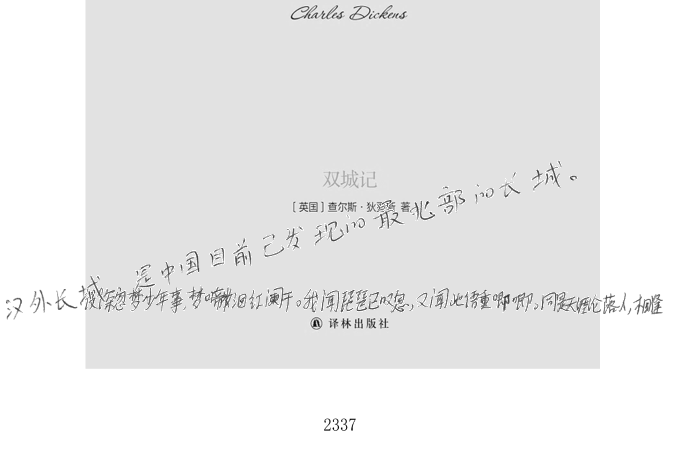 Charles Dickens
双城记
[英国]查尔斯·狄更斯 著
汉外长城 是中国目前已发现的最北部的长城。
夜深忽梦少年事,梦啼妆泪红阑干。我闻琵琶已叹息,又闻此语重唧唧。同是天涯沦落人,相逢
译林出版社
2337